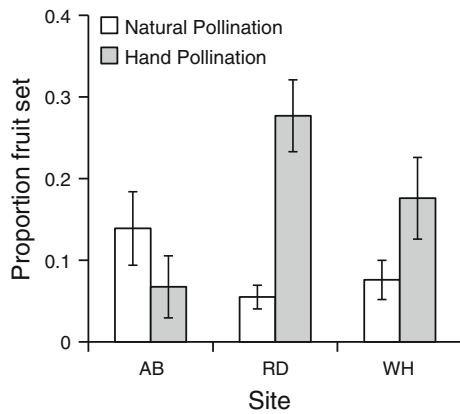 Natural Pollination
Hand Pollination
Proportion fruit set
0.4
0.3
0.2
0.1
0
AB RD WH
Site